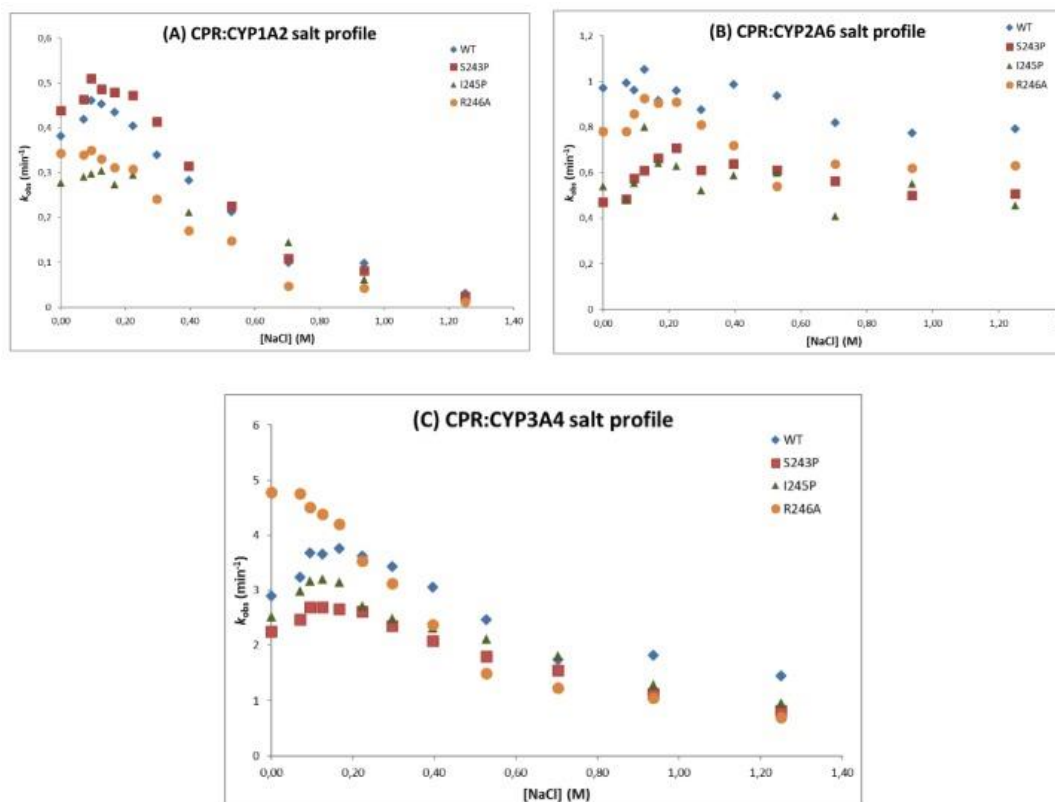 (A) CPR:CYP1A2 salt profile
0,6
0,5
0,4
0,3
0,2
0,1
0
k_obs (min⁻¹)
WT
S243P
I245P
R246A
0,00 0,20 0,40 0,60 0,80 1,00 1,20 1,40
[NaCl] (M)
(B) CPR:CYP2A6 salt profile
1,2
1
0,8
0,6
0,4
0,2
0
k_obs (min⁻¹)
WT
S243P
I245P
R246A
0,00 0,20 0,40 0,60 0,80 1,00 1,20
[NaCl] (M)
(C) CPR:CYP3A4 salt profile
6
5
4
3
2
1
0
k_obs (min⁻¹)
WT
S243P
I245P
R246A
0,00 0,20 0,40 0,60 0,80 1,00 1,20 1,40
[NaCl] (M)